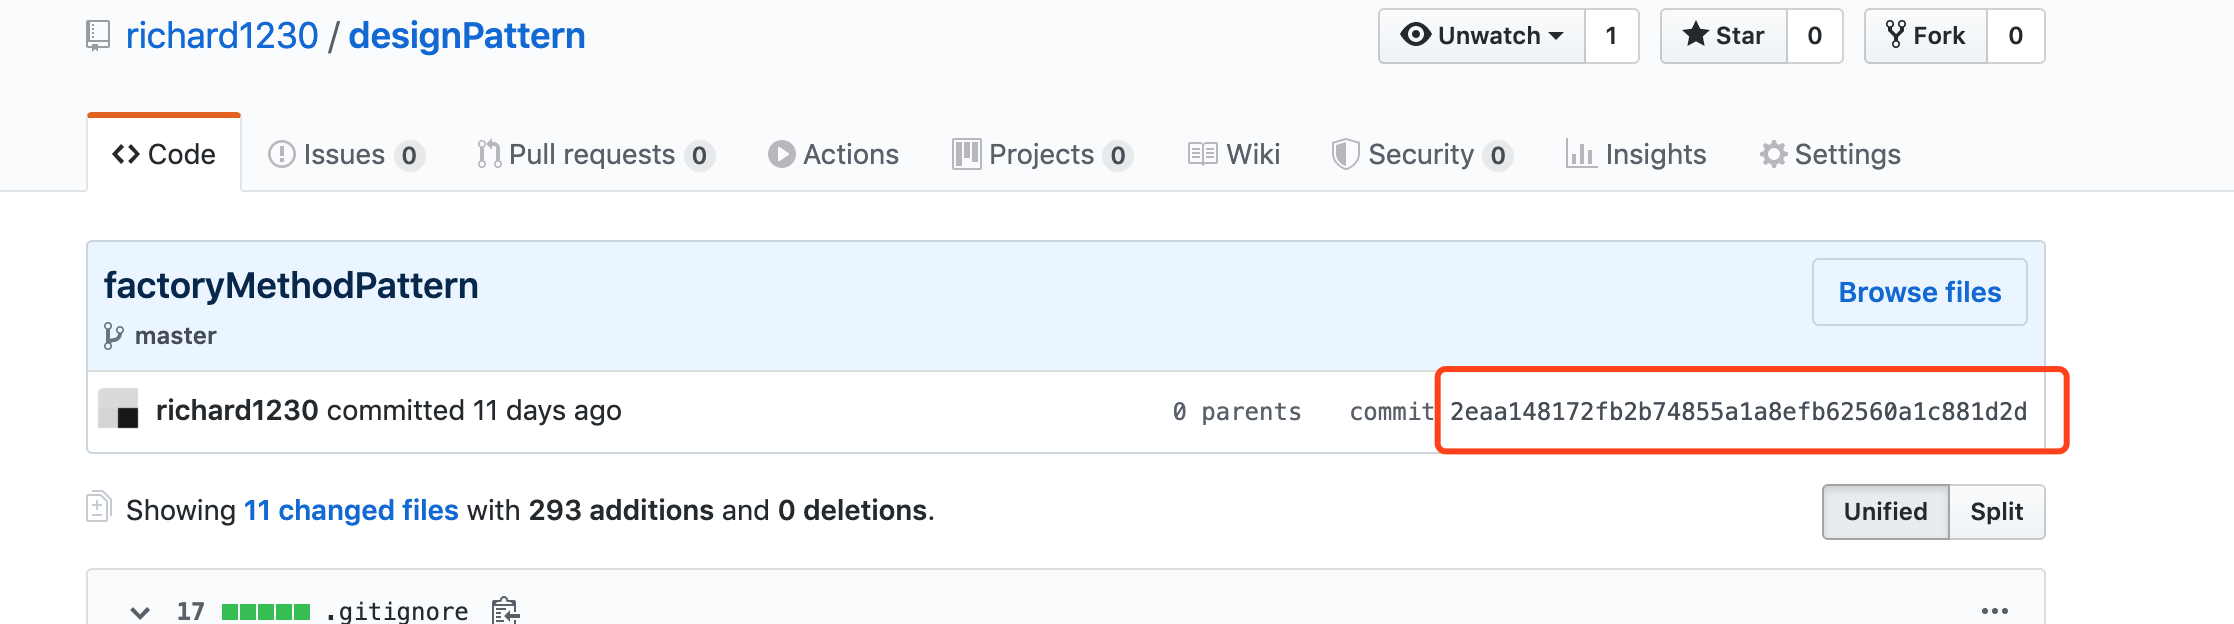 richard1230 / designPattern
Unwatch 1 Star 0 Fork 0
Code Issues 0 Pull requests 0 Actions Projects 0 Wiki Security 0 Insights Settings
factoryMethodPattern
Browse files
master
richard1230 committed 11 days ago 0 parents commit 2eaa148172fb2b74855a1a8efb62560a1c881d2d
Showing 11 changed files with 293 additions and 0 deletions.
Unified Split
17 .gitignore